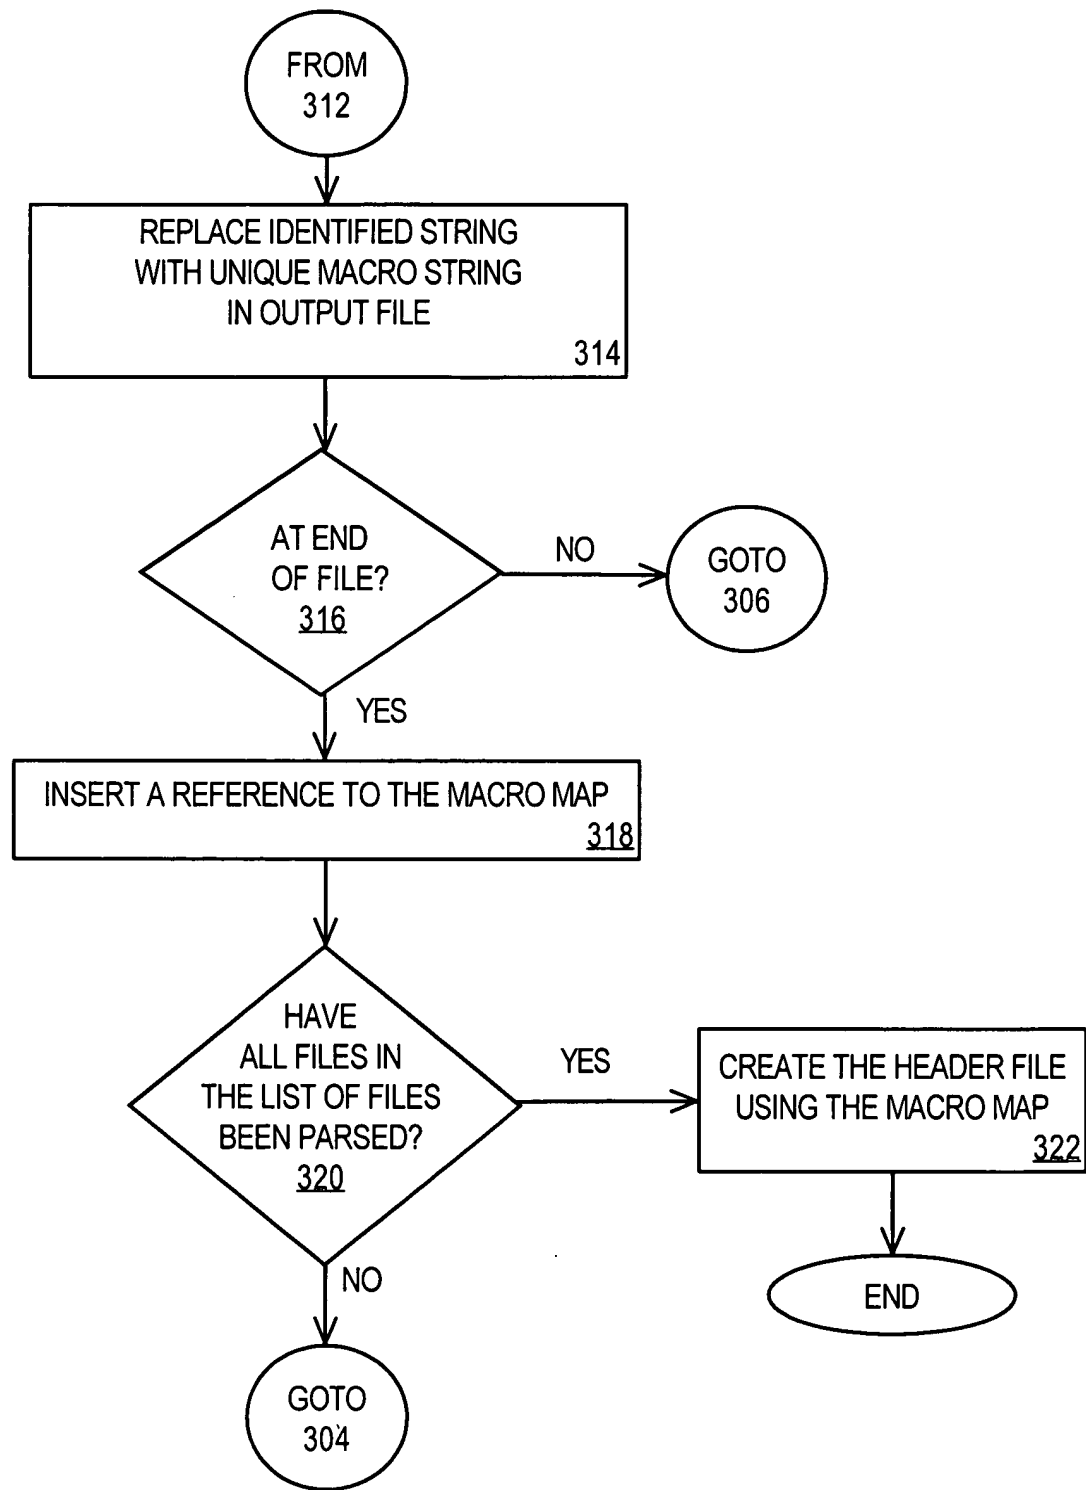 FROM
312
REPLACE IDENTIFIED STRING
WITH UNIQUE MACRO STRING
IN OUTPUT FILE
314
AT END
OF FILE?
316
NO
GOTO
306
YES
INSERT A REFERENCE TO THE MACRO MAP
318
HAVE
ALL FILES IN
THE LIST OF FILES
BEEN PARSED?
320
YES
CREATE THE HEADER FILE
USING THE MACRO MAP
322
NO
END
GOTO
304